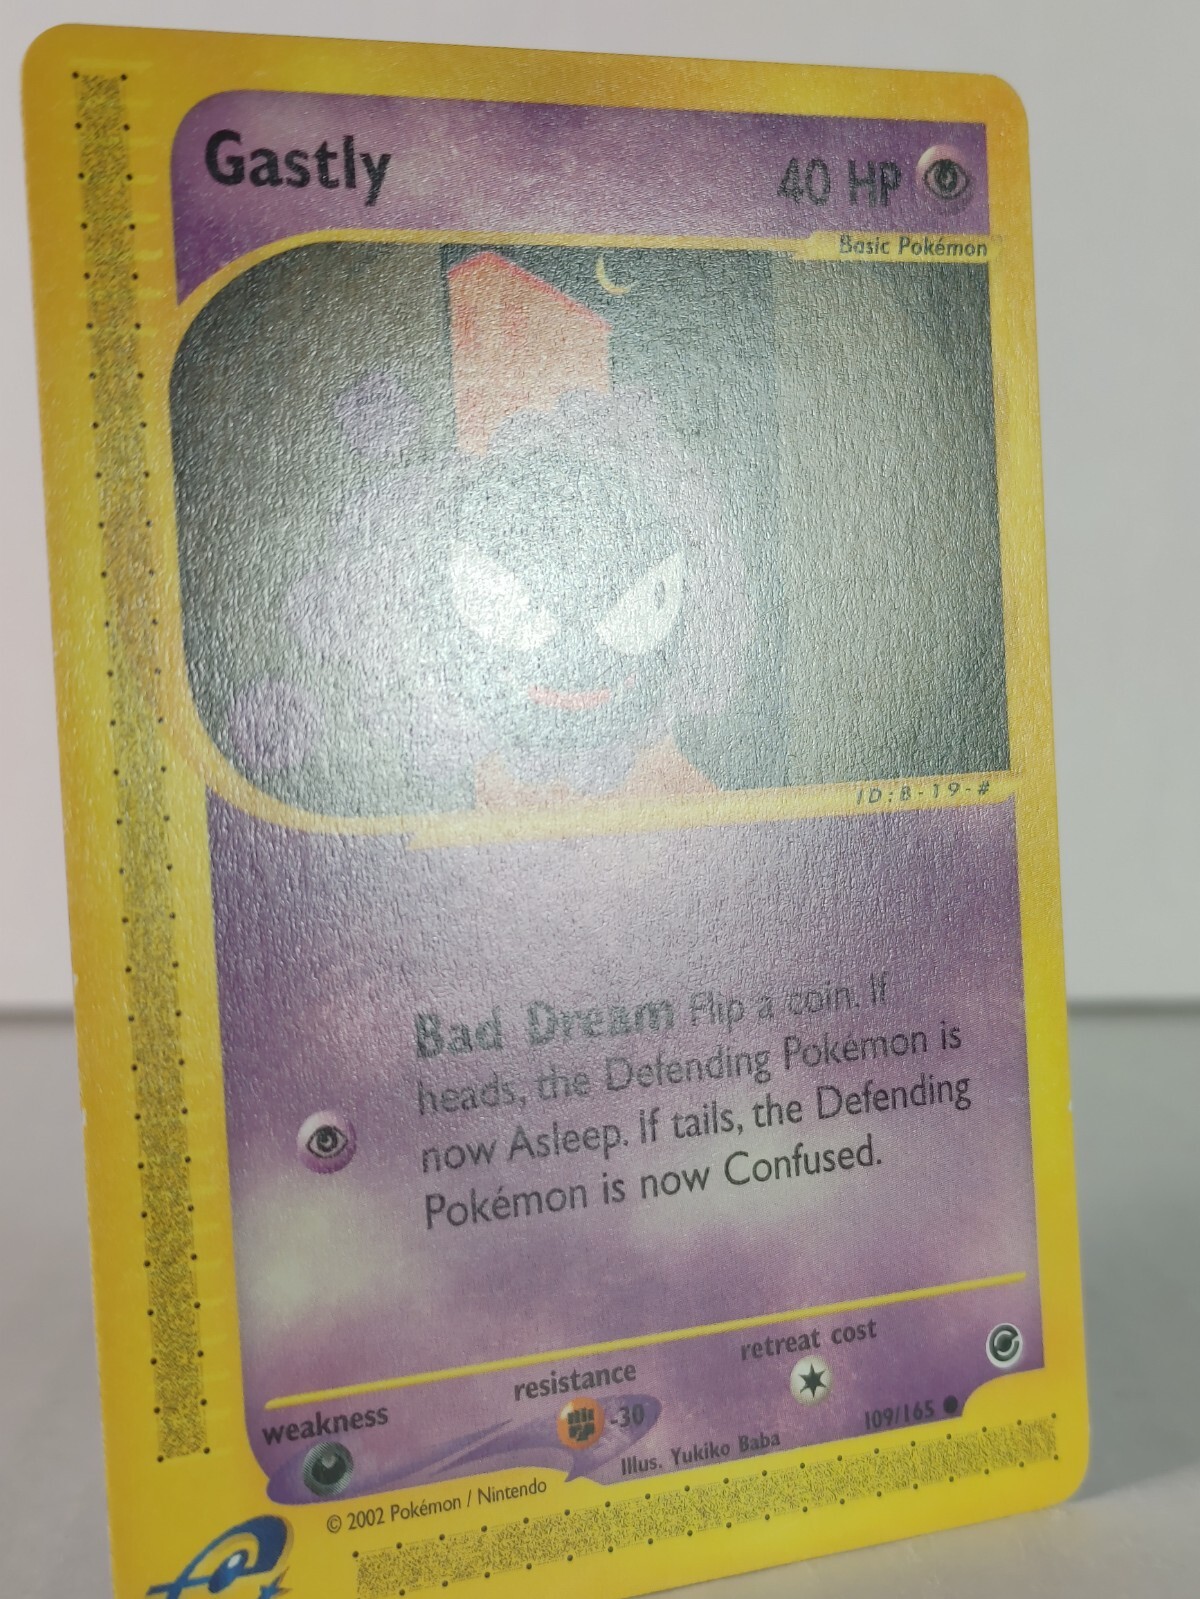 Gastly
40 HP
Basic Pokémon
ID:B-19-#
Bad Dream Flip a coin. If
heads, the Defending Pokémon is
now Asleep. If tails, the Defending
Pokémon is now Confused.
weakness
resistance
-30
retreat cost
Illus. Yukiko Baba
109/165
© 2002 Pokémon / Nintendo